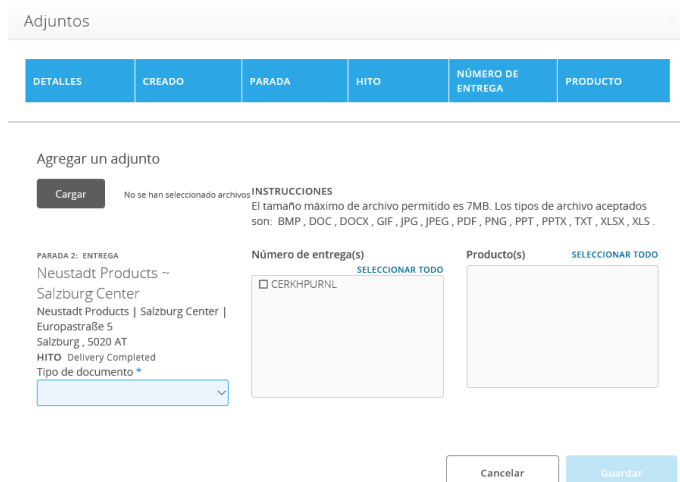 Adjuntos
DETALLES
CREADO
PARADA
HITO
NÚMERO DE
ENTREGA
PRODUCTO
Agregar un adjunto
Cargar
No se han seleccionado archivos
INSTRUCCIONES
El tamaño máximo de archivo permitido es 7MB. Los tipos de archivo aceptados
son: BMP , DOC , DOCX , GIF , JPG , JPEG , PDF , PNG , PPT , PPTX , TXT , XLSX , XLS .
PARADA 2: ENTREGA
Neustadt Products ~
Salzburg Center
Neustadt Products | Salzburg Center |
Europastraße 5
Salzburg , 5020 AT
HITO Delivery Completed
Tipo de documento *
Número de entrega(s)
SELECCIONAR TODO
CERKHPURNL
Producto(s)
SELECCIONAR TODO
Cancelar
Guardar